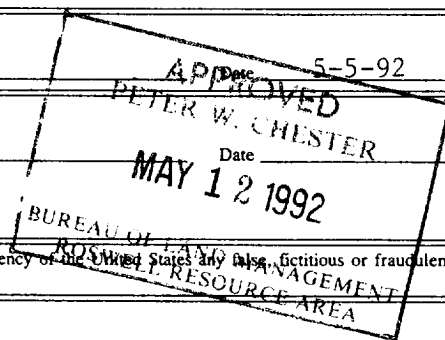 Date 5-5-92
APPROVED
PETER W. CHESTER
Date
MAY 12 1992
BUREAU OF LAND MANAGEMENT
ency of the United States any false, fictitious or fraudulen
ROSWELL RESOURCE AREA